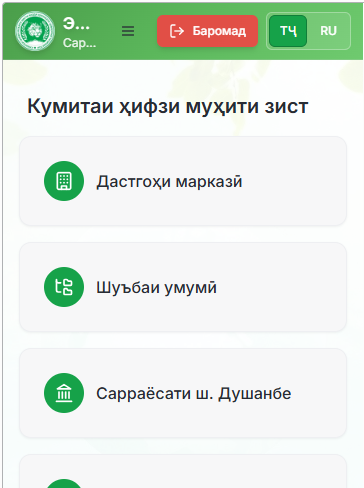 Э...
Сар...
Баромад
ТҶ
RU
Кумитаи ҳифзи муҳити зист
Дастгоҳи марказӣ
Шуъбаи умумӣ
Сарраёсати ш. Душанбе